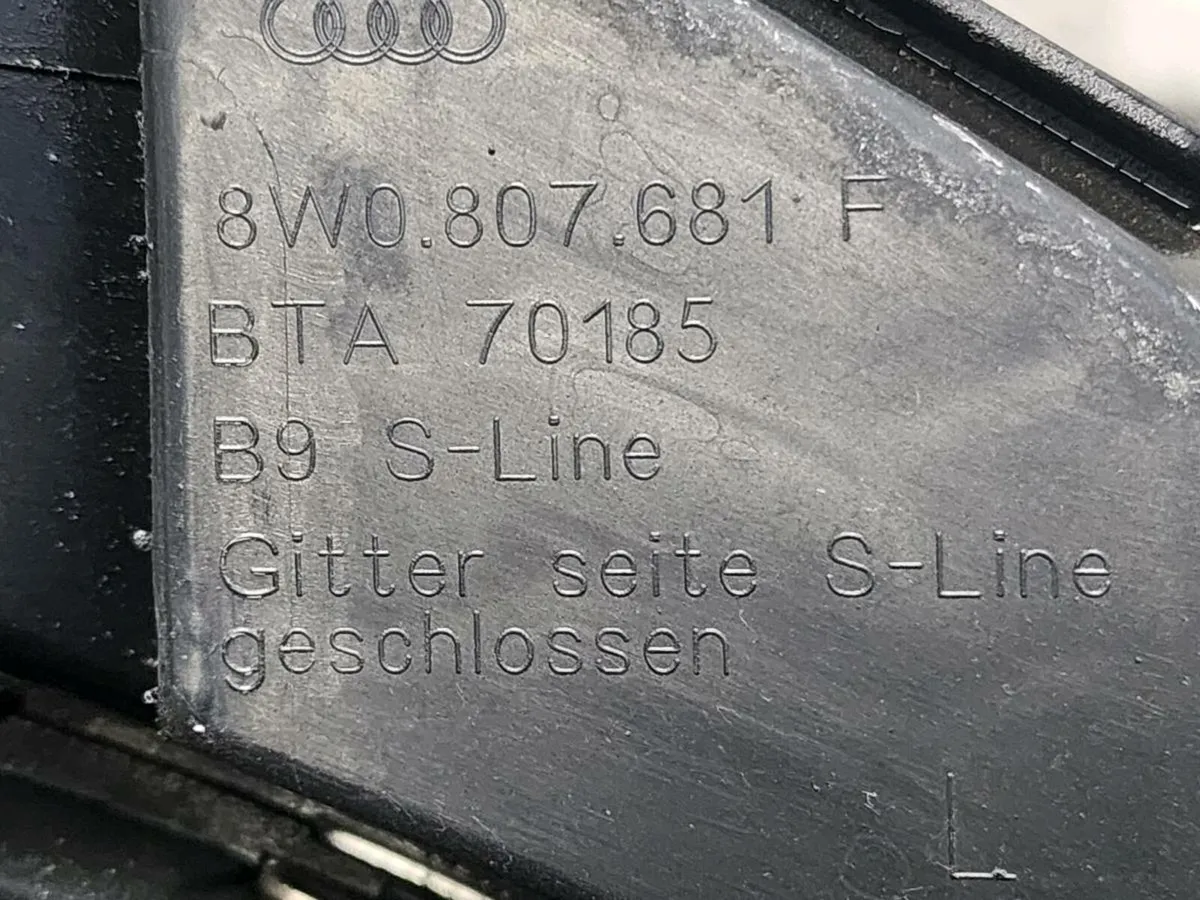 8W0.807.681 F
BTA 70185
B9 S-Line
Gitter seite S-Line
geschlossen
L